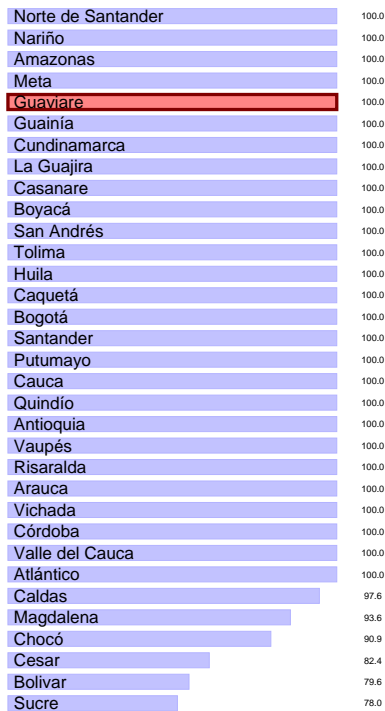 Norte de Santander 100.0
Nariño 100.0
Amazonas 100.0
Meta 100.0
Guaviare 100.0
Guainía 100.0
Cundinamarca 100.0
La Guajira 100.0
Casanare 100.0
Boyacá 100.0
San Andrés 100.0
Tolima 100.0
Huila 100.0
Caquetá 100.0
Bogotá 100.0
Santander 100.0
Putumayo 100.0
Cauca 100.0
Quindío 100.0
Antioquia 100.0
Vaupés 100.0
Risaralda 100.0
Arauca 100.0
Vichada 100.0
Córdoba 100.0
Valle del Cauca 100.0
Atlántico 100.0
Caldas 97.6
Magdalena 93.6
Chocó 90.9
Cesar 82.4
Bolivar 79.6
Sucre 78.0